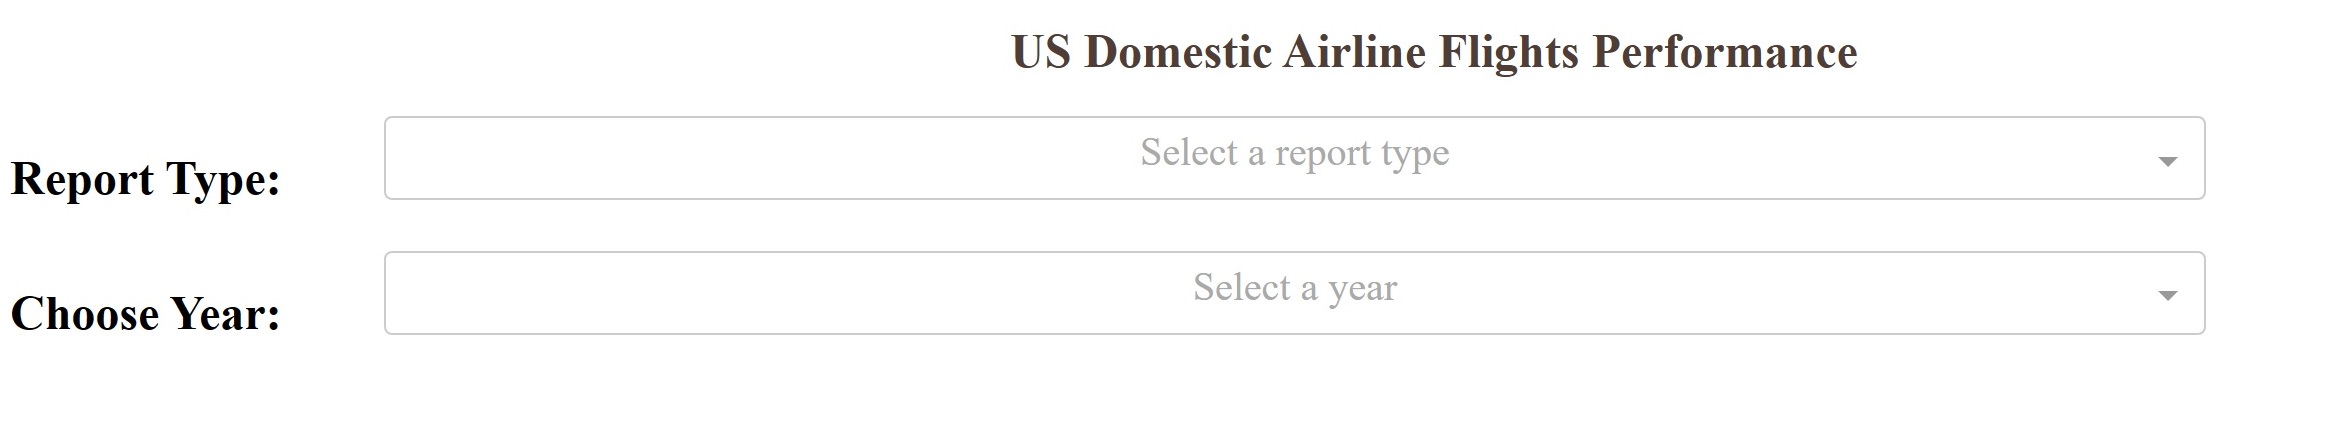 US Domestic Airline Flights Performance
Report Type:
Select a report type
Choose Year:
Select a year